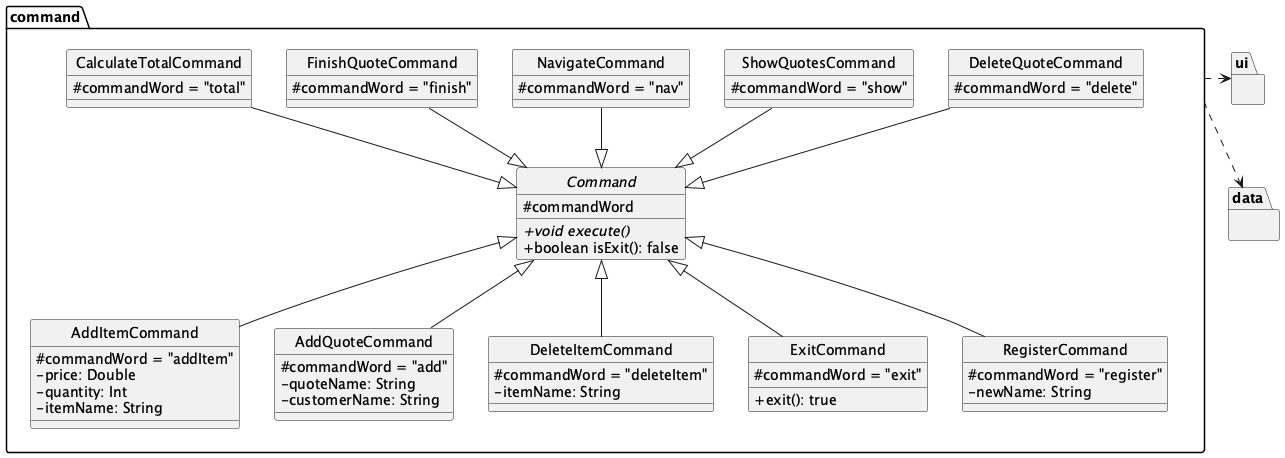 command
CalculateTotalCommand
#commandWord = "total"
FinishQuoteCommand
#commandWord = "finish"
NavigateCommand
#commandWord = "nav"
ShowQuotesCommand
#commandWord = "show"
DeleteQuoteCommand
#commandWord = "delete"
ui
data
Command
#commandWord
+void execute()
+boolean isExit(): false
AddItemCommand
#commandWord = "addItem"
-price: Double
-quantity: Int
-itemName: String
AddQuoteCommand
#commandWord = "add"
-quoteName: String
-customerName: String
DeleteItemCommand
#commandWord = "deleteItem"
-itemName: String
ExitCommand
#commandWord = "exit"
+exit(): true
RegisterCommand
#commandWord = "register"
-newName: String